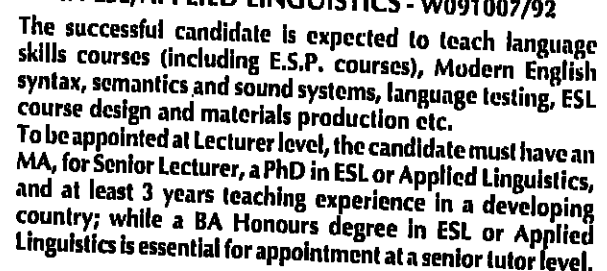 LINGUISTICS - W091007/92
The successful candidate is expected to teach language
skills courses (including E.S.P. courses), Modern English
syntax, semantics and sound systems, language testing, ESL
course design and materials production etc.
To be appointed at Lecturer level, the candidate must have an
MA, for Senior Lecturer, a PhD in ESL or Applied Linguistics,
and at least 3 years teaching experience in a developing
country; while a BA Honours degree in ESL or Applied
Linguistics is essential for appointment at a senior tutor level.